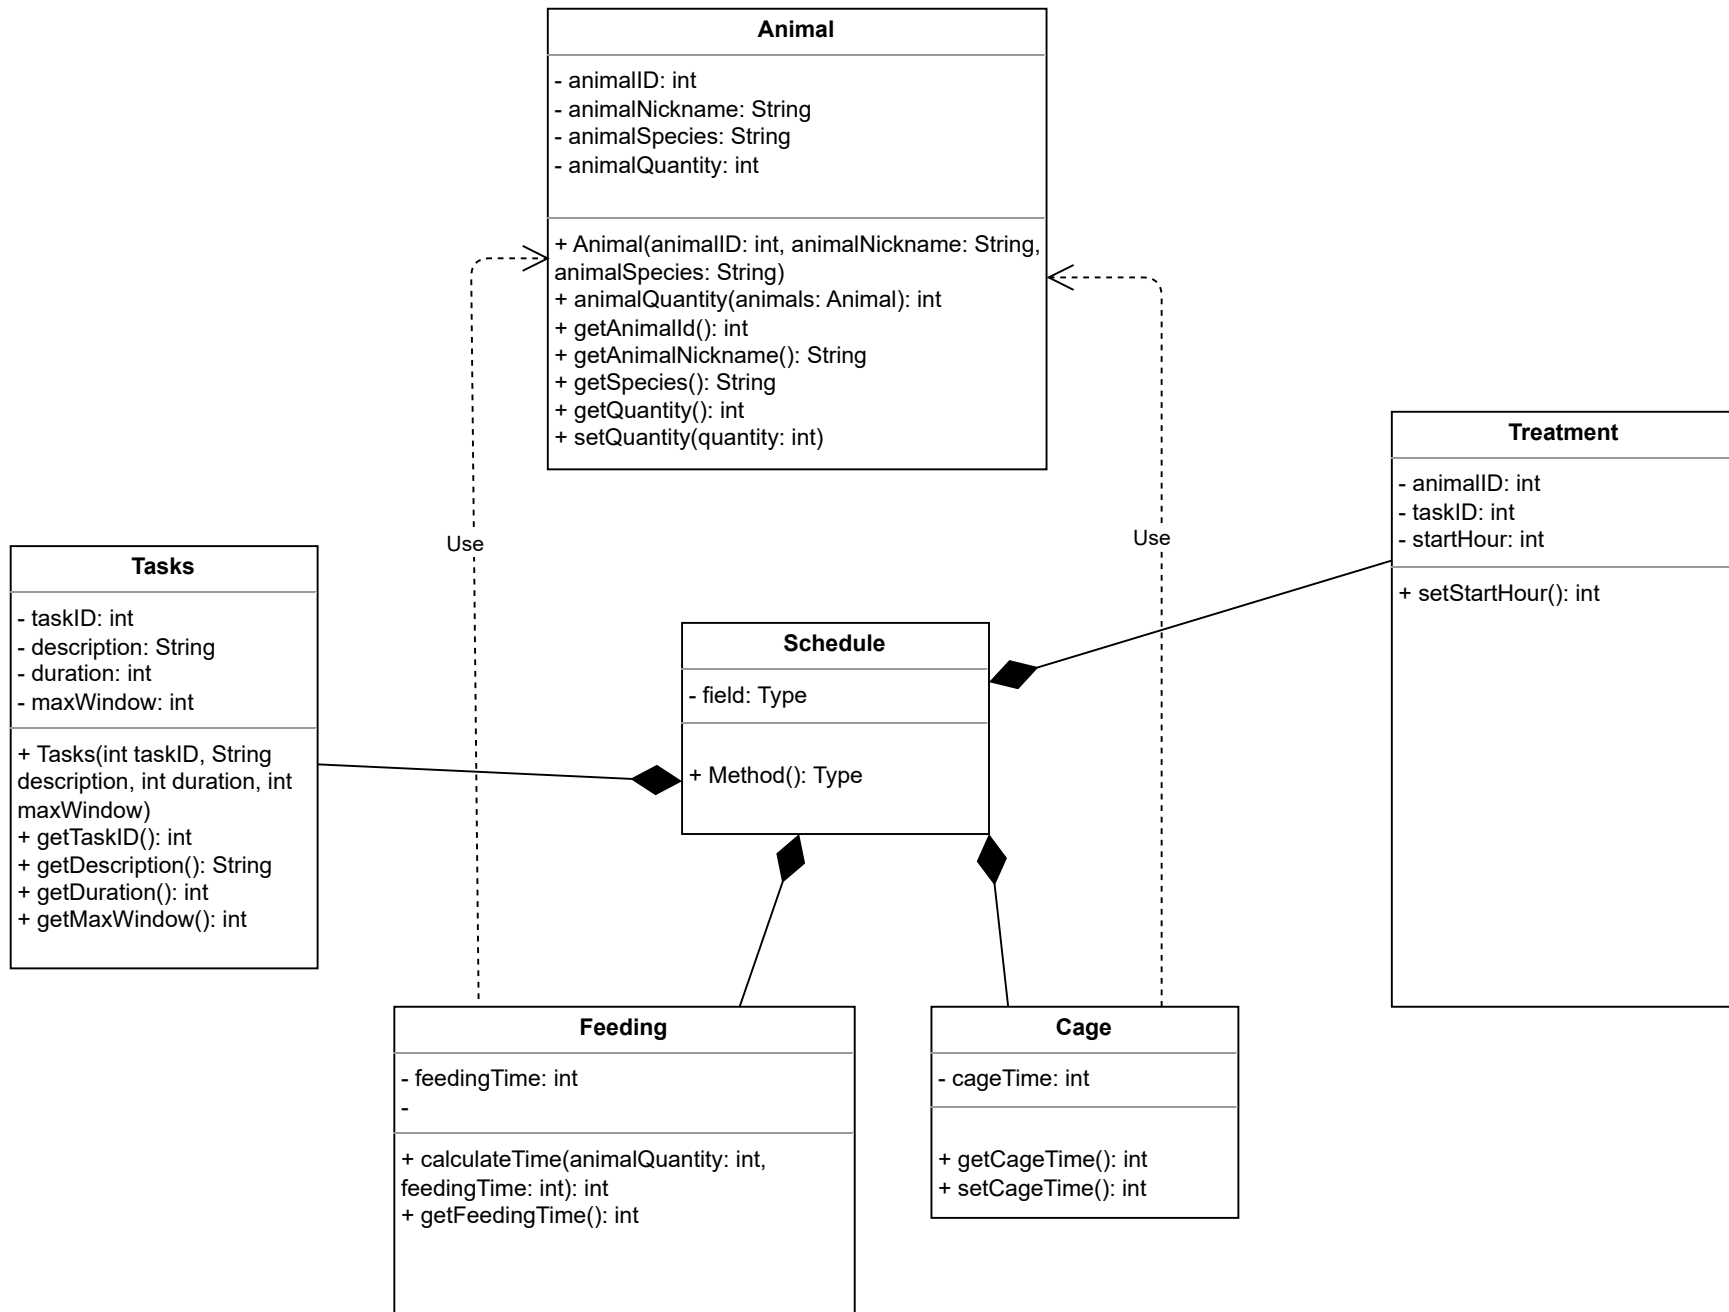 Animal
- animalID: int
- animalNickname: String
- animalSpecies: String
- animalQuantity: int
+ Animal(animalID: int, animalNickname: String,
animalSpecies: String)
+ animalQuantity(animals: Animal): int
+ getAnimalId(): int
+ getAnimalNickname(): String
+ getSpecies(): String
+ getQuantity(): int
+ setQuantity(quantity: int)
Treatment
- animalID: int
- taskID: int
- startHour: int
+ setStartHour(): int
Use
Use
Tasks
- taskID: int
- description: String
- duration: int
- maxWindow: int
+ Tasks(int taskID, String
description, int duration, int
maxWindow)
+ getTaskID(): int
+ getDescription(): String
+ getDuration(): int
+ getMaxWindow(): int
Schedule
- field: Type
+ Method(): Type
Feeding
- feedingTime: int
-
+ calculateTime(animalQuantity: int,
feedingTime: int): int
+ getFeedingTime(): int
Cage
- cageTime: int
+ getCageTime(): int
+ setCageTime(): int